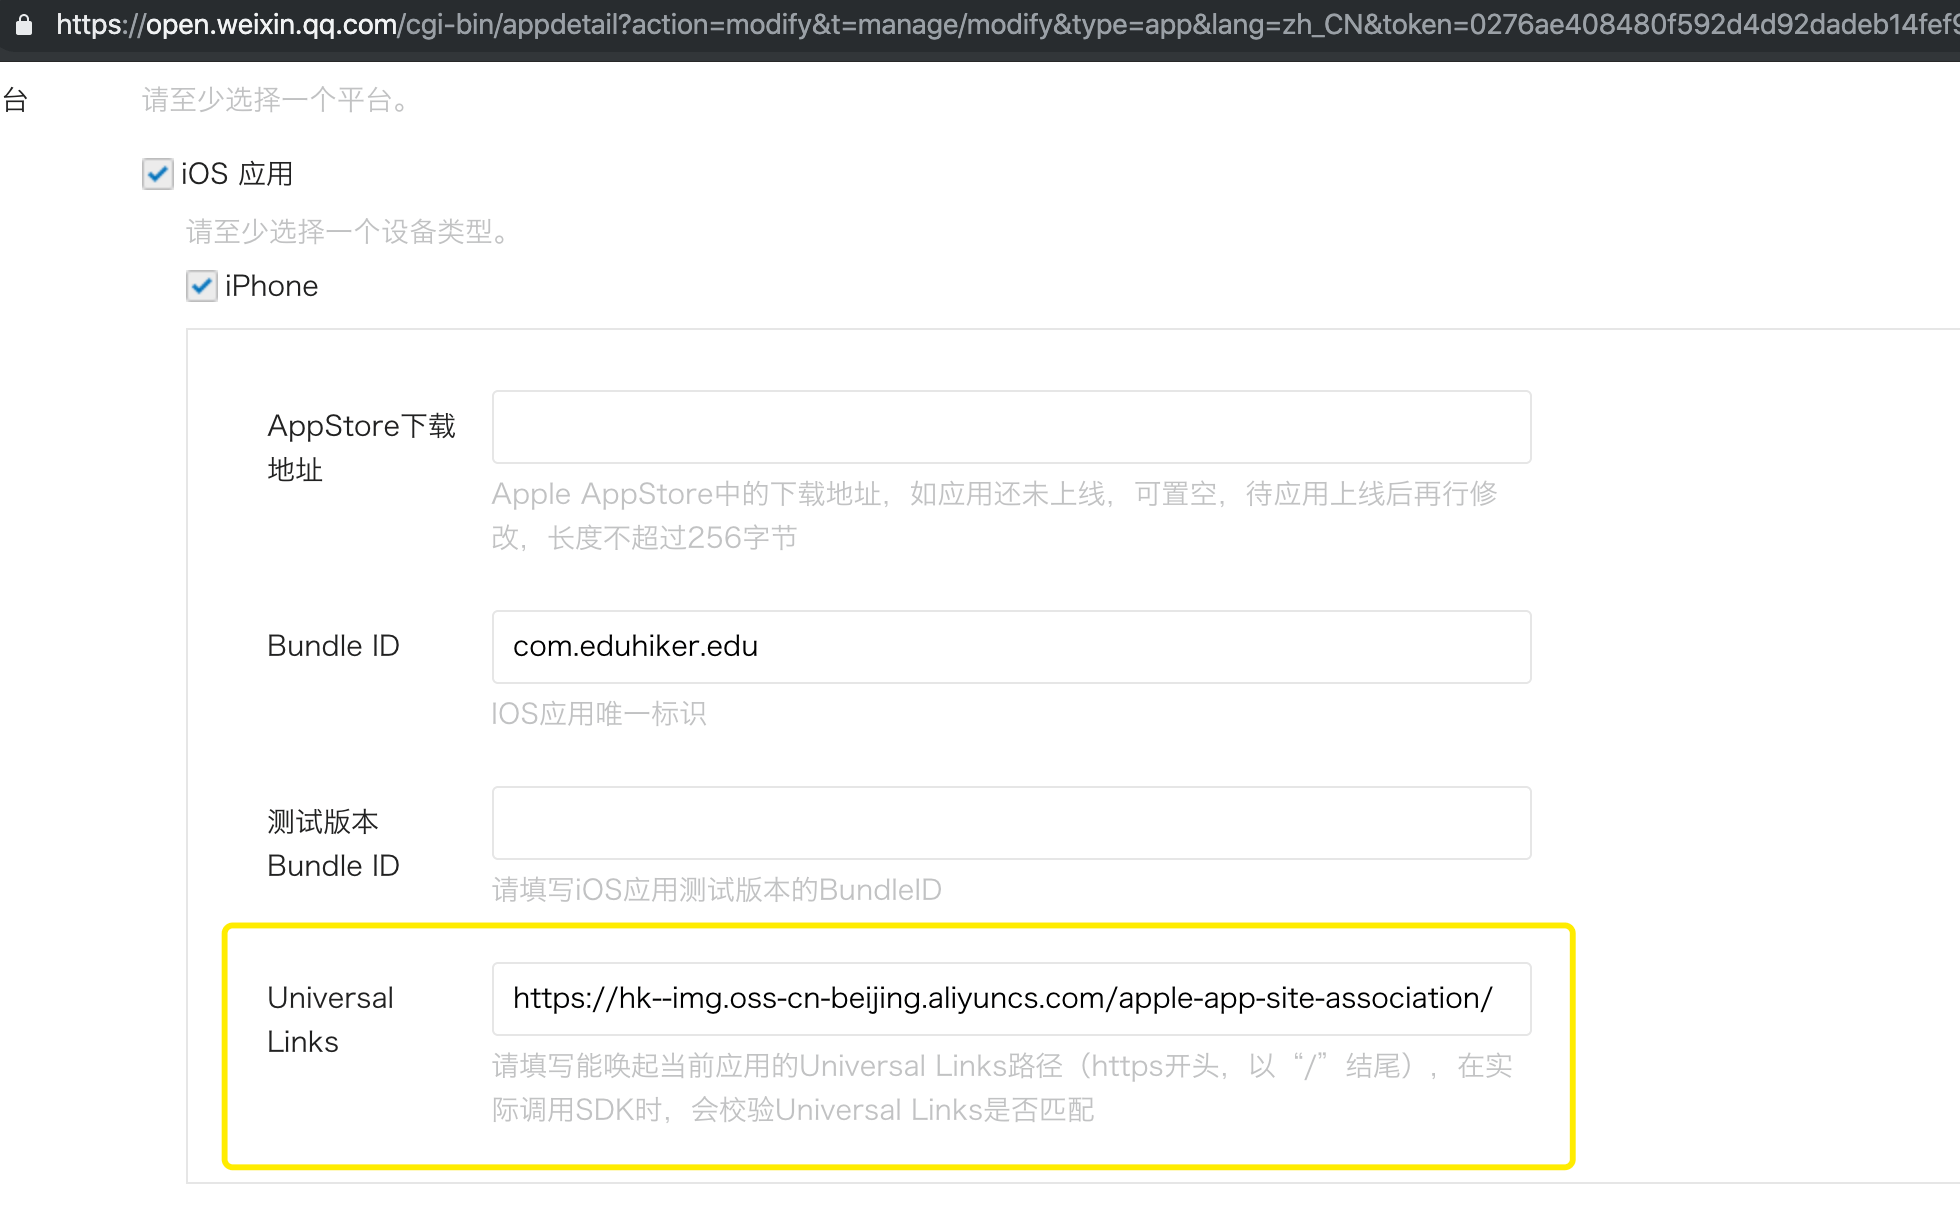 https://open.weixin.qq.com/cgi-bin/appdetail?action=modify&t=manage/modify&type=app&lang=zh_CN&token=0276ae408480f592d4d92dadeb14fef9
台
请至少选择一个平台。
iOS 应用
请至少选择一个设备类型。
iPhone
AppStore下载
地址
Apple AppStore中的下载地址，如应用还未上线，可置空，待应用上线后再行修
改，长度不超过256字节
Bundle ID
com.eduhiker.edu
IOS应用唯一标识
测试版本
Bundle ID
请填写iOS应用测试版本的BundleID
Universal
Links
https://hk--img.oss-cn-beijing.aliyuncs.com/apple-app-site-association/
请填写能唤起当前应用的Universal Links路径（https开头，以“/”结尾），在实
际调用SDK时，会校验Universal Links是否匹配